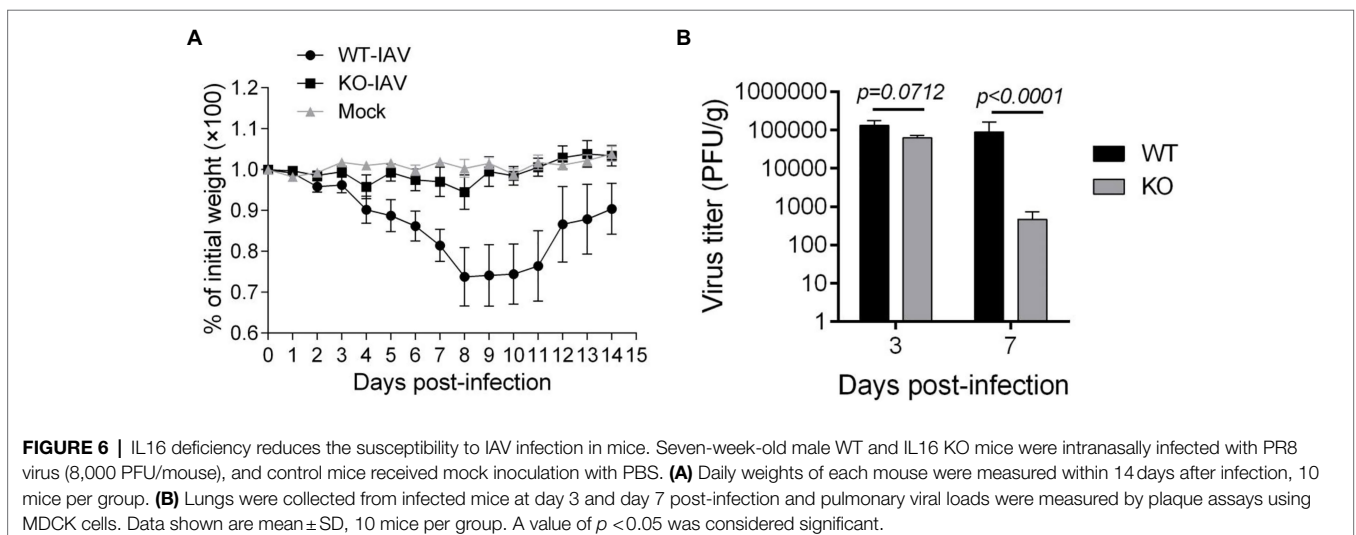 A
WT-IAV
KO-IAV
Mock
% of initial weight (×100)
1.2
1.1
1.0
0.9
0.8
0.7
0.6
0 1 2 3 4 5 6 7 8 9 10 11 12 13 14 15
Days post-infection
B
Virus titer (PFU/g)
1000000
100000
10000
1000
100
10
1
p=0.0712
p<0.0001
3 7
Days post-infection
WT
KO
FIGURE 6 | IL16 deficiency reduces the susceptibility to IAV infection in mice. Seven-week-old male WT and IL16 KO mice were intranasally infected with PR8
virus (8,000 PFU/mouse), and control mice received mock inoculation with PBS. (A) Daily weights of each mouse were measured within 14 days after infection, 10
mice per group. (B) Lungs were collected from infected mice at day 3 and day 7 post-infection and pulmonary viral loads were measured by plaque assays using
MDCK cells. Data shown are mean ± SD, 10 mice per group. A value of p < 0.05 was considered significant.